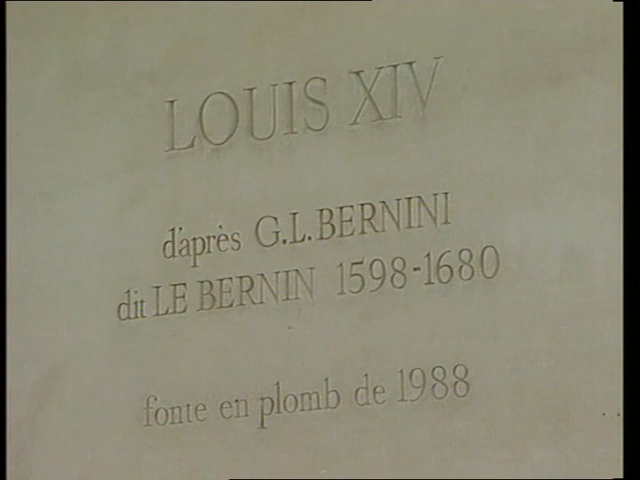 LOUIS XIV
d'après G.L.BERNINI
dit LE BERNIN 1598-1680
fonte en plomb de 1988